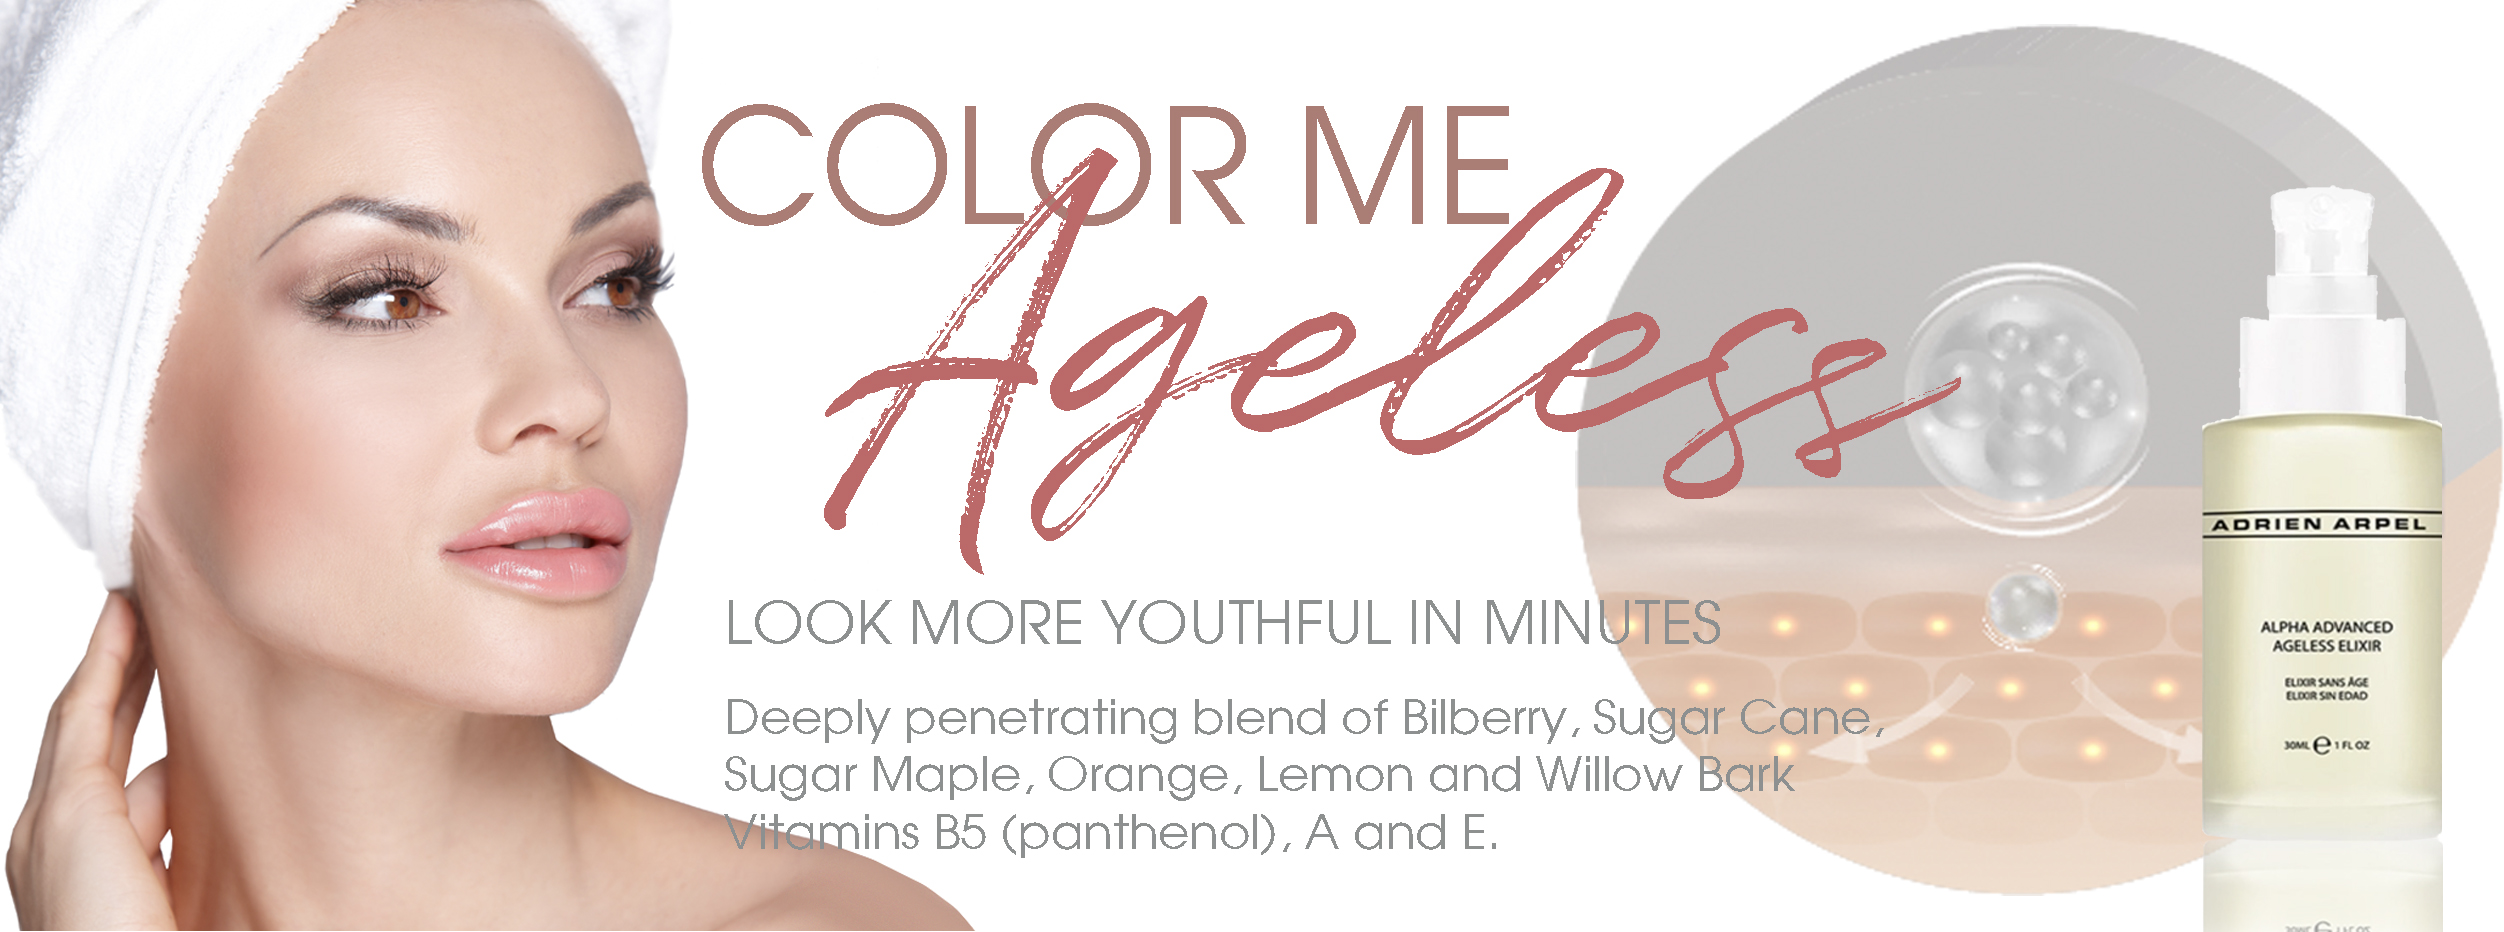 COLOR ME
Ageless
LOOK MORE YOUTHFUL IN MINUTES
Deeply penetrating blend of Bilberry, Sugar Cane,
Sugar Maple, Orange, Lemon and Willow Bark
Vitamins B5 (panthenol), A and E.
ADRIEN ARPEL
ALPHA ADVANCED
AGELESS ELIXIR
ELIXIR SANS ÂGE
ELIXIR SIN EDAD
30ML ℮ 1 FL OZ